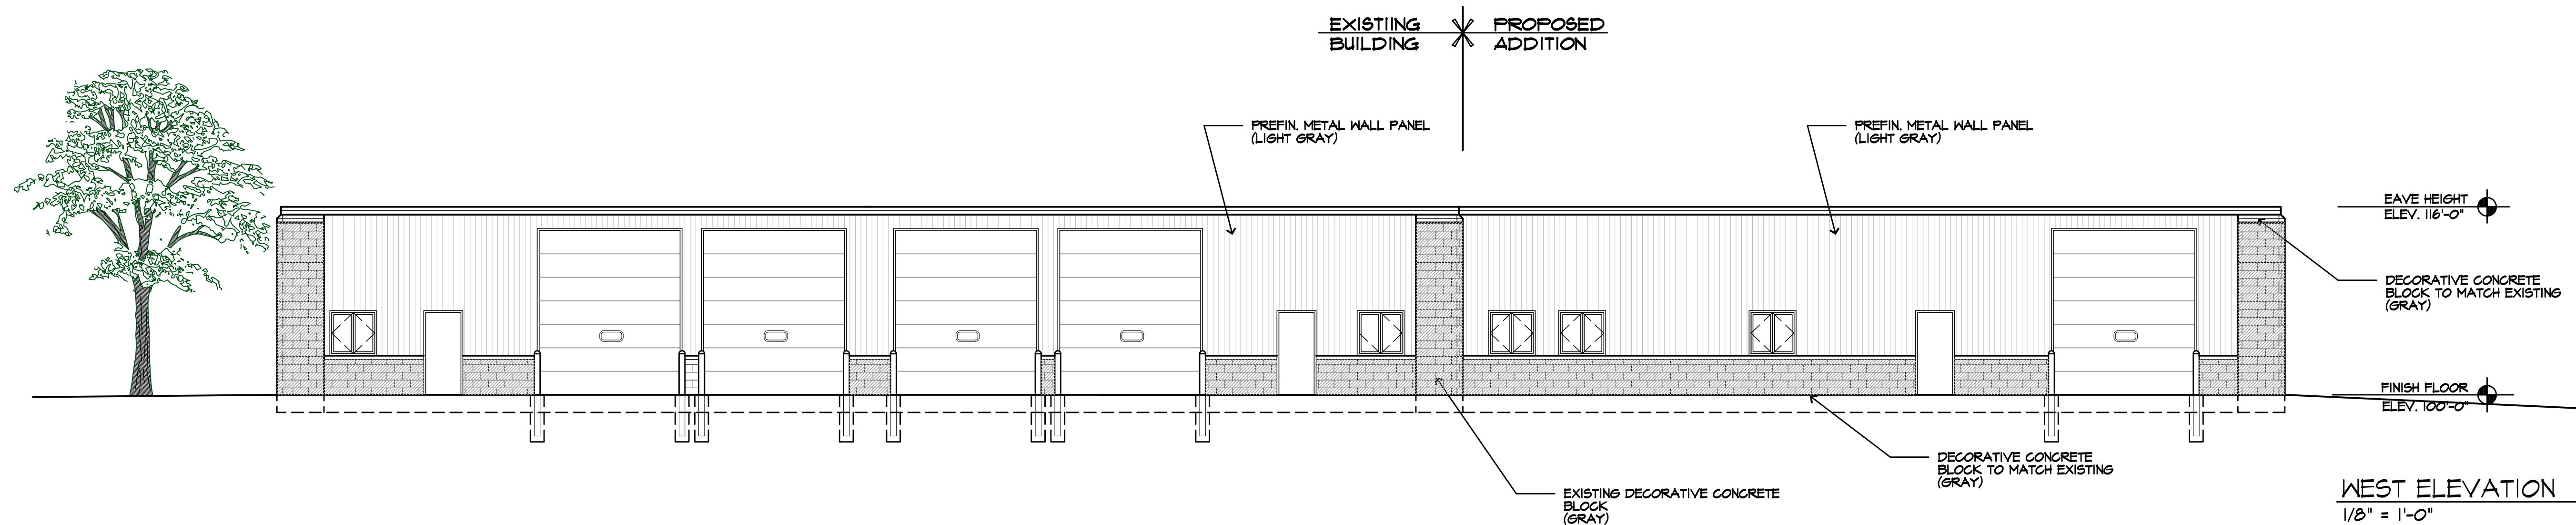 EXISTIING
BUILDING
PROPOSED
ADDITION
PREFIN. METAL WALL PANEL
(LIGHT GRAY)
PREFIN. METAL WALL PANEL
(LIGHT GRAY)
EAVE HEIGHT
ELEV. 116'-0"
DECORATIVE CONCRETE
BLOCK TO MATCH EXISTING
(GRAY)
FINISH FLOOR
ELEV. 100'-0"
DECORATIVE CONCRETE
BLOCK TO MATCH EXISTING
(GRAY)
EXISTING DECORATIVE CONCRETE
BLOCK
(GRAY)
WEST ELEVATION
1/8" = 1'-0"